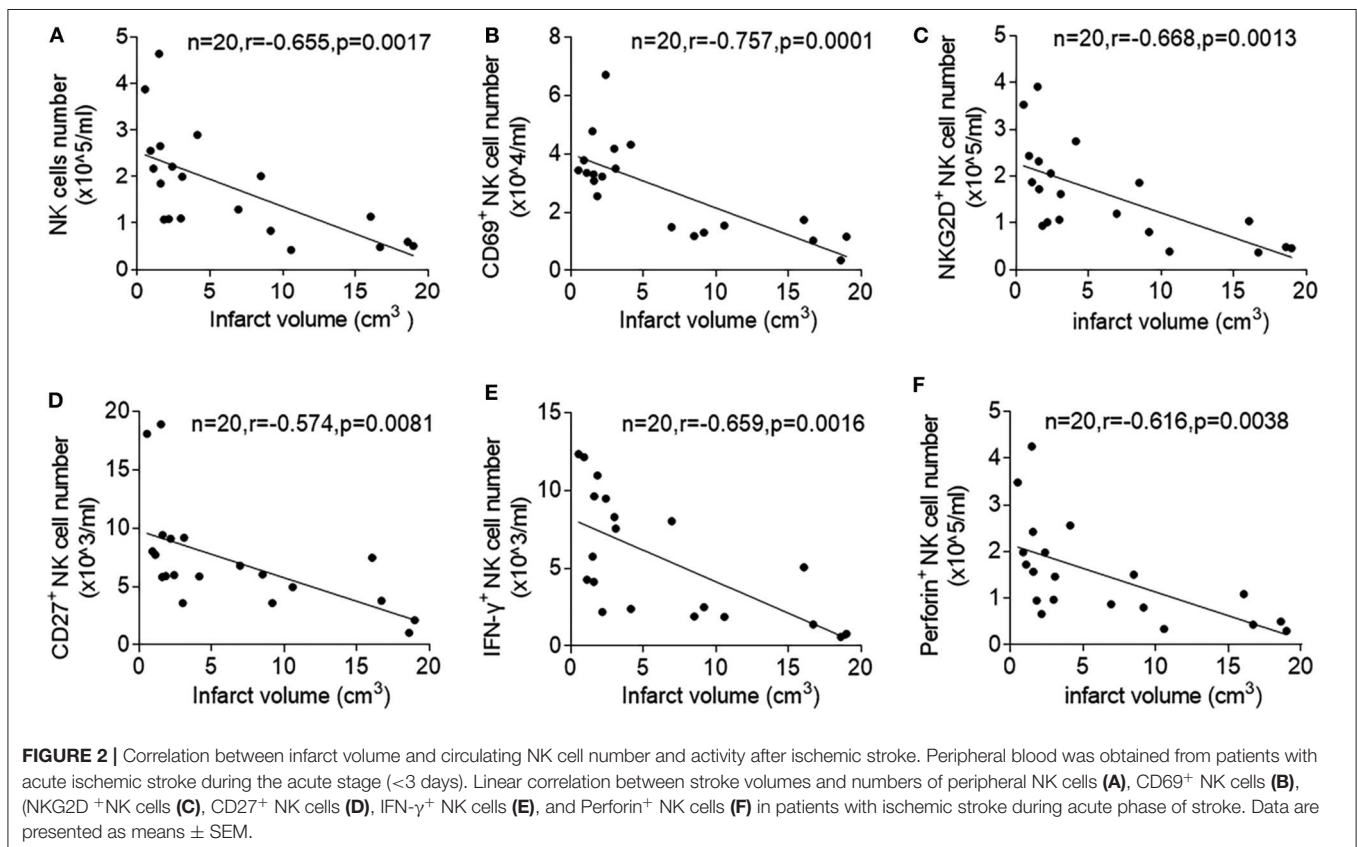 A
n=20,r=-0.655,p=0.0017
NK cells number
(x10^5/ml)
5
4
3
2
1
0
0 5 10 15 20
Infarct volume (cm³ )
B
n=20,r=-0.757,p=0.0001
CD69⁺ NK cell number
(x10^4/ml)
8
6
4
2
0
0 5 10 15 20
Infarct volume (cm³)
C
n=20,r=-0.668,p=0.0013
NKG2D⁺ NK cell number
(x10^5/ml)
5
4
3
2
1
0
0 5 10 15 20
infarct volume (cm³)
D
n=20,r=-0.574,p=0.0081
CD27⁺ NK cell number
(x10^3/ml)
20
15
10
5
0
0 5 10 15 20
Infarct volume (cm³)
E
n=20,r=-0.659,p=0.0016
IFN-γ⁺ NK cell number
(x10^3/ml)
15
10
5
0
0 5 10 15 20
Infarct volume (cm³)
F
n=20,r=-0.616,p=0.0038
Perforin⁺ NK cell number
(x10^5/ml)
5
4
3
2
1
0
0 5 10 15 20
infarct volume (cm³)
FIGURE 2 | Correlation between infarct volume and circulating NK cell number and activity after ischemic stroke. Peripheral blood was obtained from patients with
acute ischemic stroke during the acute stage (<3 days). Linear correlation between stroke volumes and numbers of peripheral NK cells (A), CD69⁺ NK cells (B),
(NKG2D ⁺NK cells (C), CD27⁺ NK cells (D), IFN-γ⁺ NK cells (E), and Perforin⁺ NK cells (F) in patients with ischemic stroke during acute phase of stroke. Data are
presented as means ± SEM.